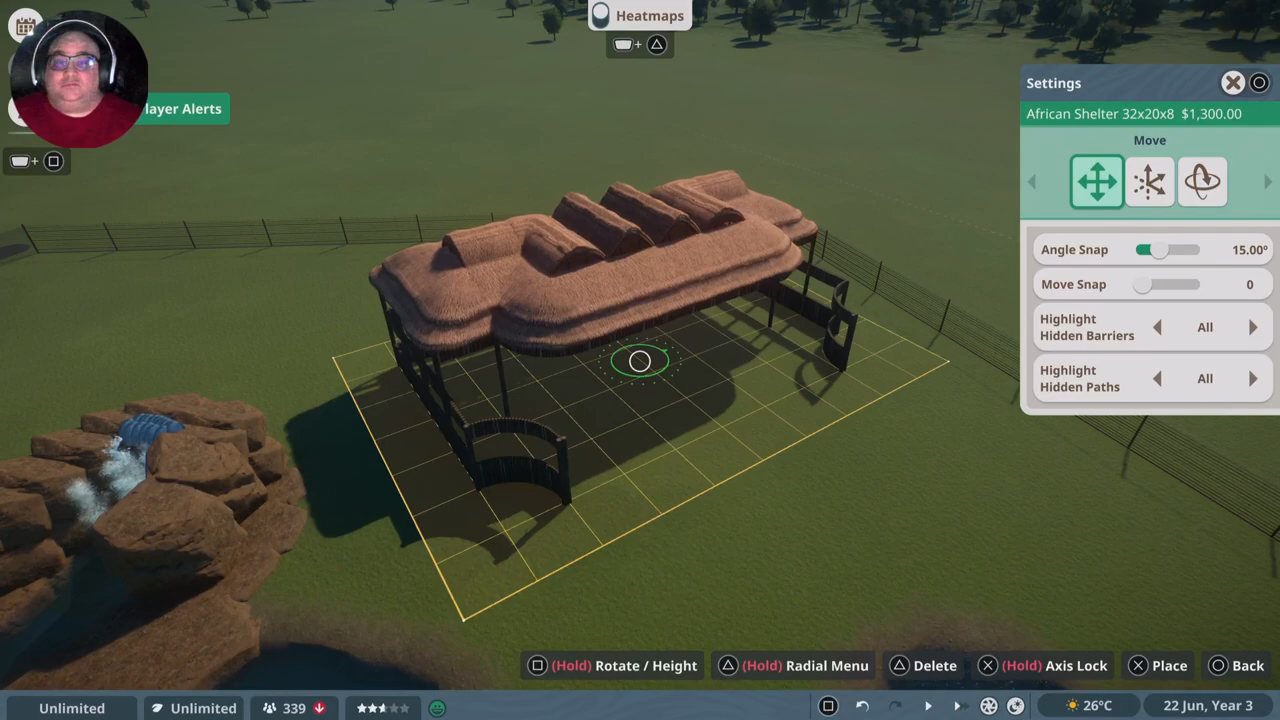 Heatmaps
+
layer Alerts
+
Settings
African Shelter 32x20x8 $1,300.00
Move
Angle Snap 15.00°
Move Snap 0
Highlight
Hidden Barriers
All
Highlight
Hidden Paths
All
(Hold) Rotate / Height (Hold) Radial Menu Delete (Hold) Axis Lock Place Back
Unlimited Unlimited 339 26°C 22 Jun, Year 3